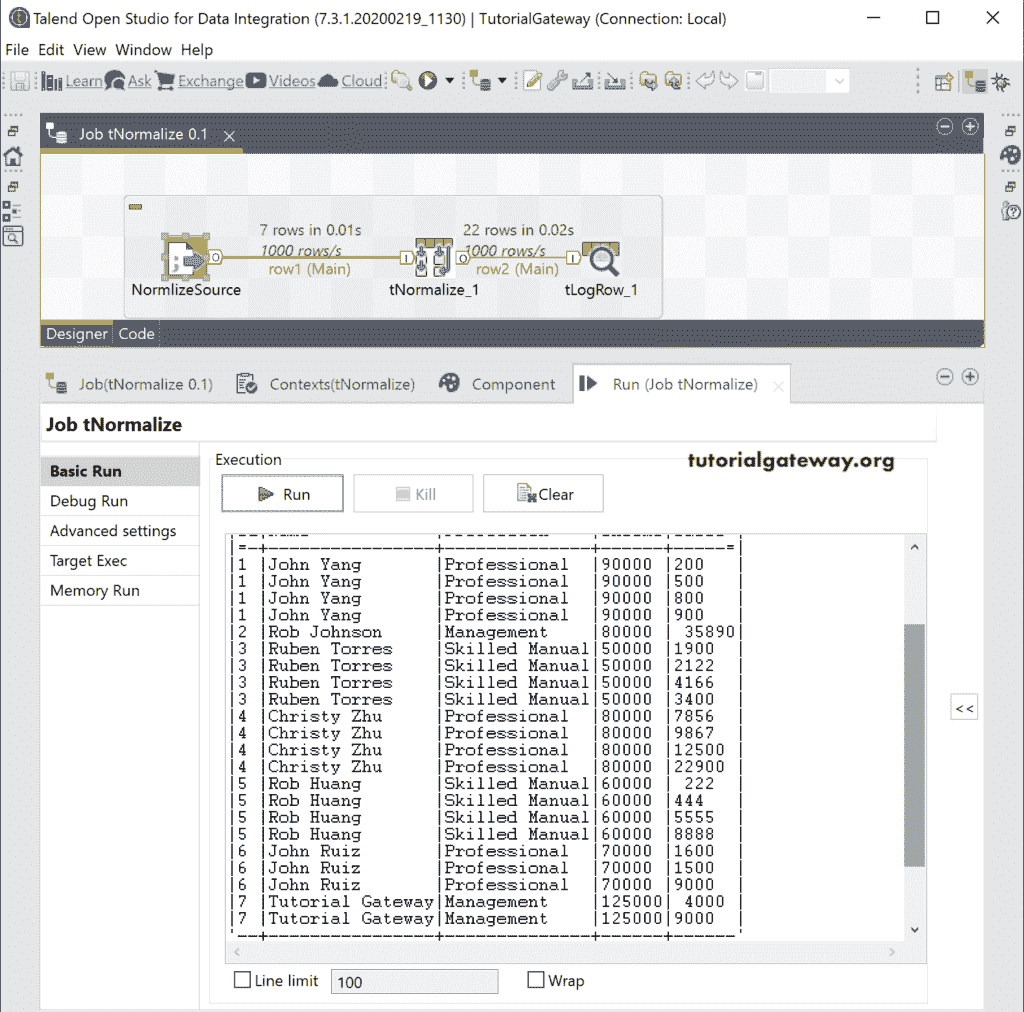 Talend Open Studio for Data Integration (7.3.1.20200219_1130) | TutorialGateway (Connection: Local)
File Edit View Window Help
Learn Ask Exchange Videos Cloud
Job tNormalize 0.1
7 rows in 0.01s 22 rows in 0.02s
1000 rows/s 1000 rows/s
row1 (Main) row2 (Main)
NormlizeSource tNormalize_1 tLogRow_1
Designer Code
Job(tNormalize 0.1) Contexts(tNormalize) Component Run (Job tNormalize)
Job tNormalize
Basic Run
Debug Run
Advanced settings
Target Exec
Memory Run
Execution
tutorialgateway.org
Run Kill Clear
|=-+-----------------+--------------+------+-----=|
|1 |John Yang |Professional |90000 |200 |
|1 |John Yang |Professional |90000 |500 |
|1 |John Yang |Professional |90000 |800 |
|1 |John Yang |Professional |90000 |900 |
|2 |Rob Johnson |Management |80000 | 35890|
|3 |Ruben Torres |Skilled Manual|50000 |1900 |
|3 |Ruben Torres |Skilled Manual|50000 |2122 |
|3 |Ruben Torres |Skilled Manual|50000 |4166 |
|3 |Ruben Torres |Skilled Manual|50000 |3400 |
|4 |Christy Zhu |Professional |80000 |7856 |
|4 |Christy Zhu |Professional |80000 |9867 |
|4 |Christy Zhu |Professional |80000 |12500 |
|4 |Christy Zhu |Professional |80000 |22900 |
|5 |Rob Huang |Skilled Manual|60000 | 222 |
|5 |Rob Huang |Skilled Manual|60000 |444 |
|5 |Rob Huang |Skilled Manual|60000 |5555 |
|5 |Rob Huang |Skilled Manual|60000 |8888 |
|6 |John Ruiz |Professional |70000 |1600 |
|6 |John Ruiz |Professional |70000 |1500 |
|6 |John Ruiz |Professional |70000 |9000 |
|7 |Tutorial Gateway|Management |125000| 4000 |
|7 |Tutorial Gateway|Management |125000|9000 |
<<
Line limit 100 Wrap